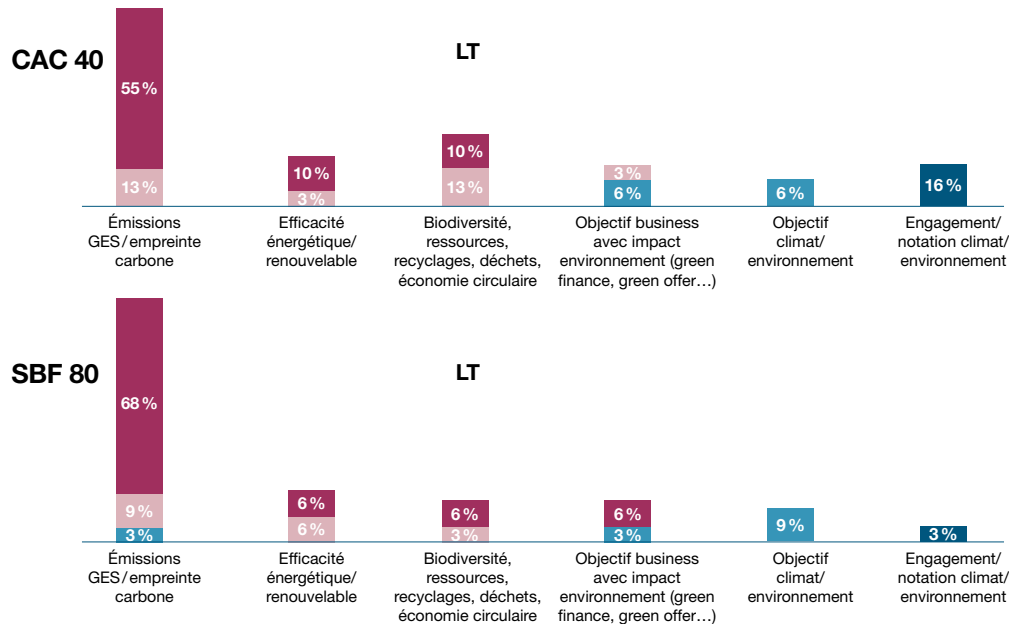 CAC 40
LT
55 %
13 %
10 %
3 %
10 %
13 %
3 %
6 %
6 %
16 %
Émissions
GES / empreinte
carbone
Efficacité
énergétique/
renouvelable
Biodiversité,
ressources,
recyclages, déchets,
économie circulaire
Objectif business
avec impact
environnement (green
finance, green offer…)
Objectif
climat/
environnement
Engagement/
notation climat/
environnement
SBF 80
LT
68 %
9 %
3 %
6 %
6 %
6 %
3 %
6 %
3 %
9 %
3 %
Émissions
GES / empreinte
carbone
Efficacité
énergétique/
renouvelable
Biodiversité,
ressources,
recyclages, déchets,
économie circulaire
Objectif business
avec impact
environnement (green
finance, green offer…)
Objectif
climat/
environnement
Engagement/
notation climat/
environnement